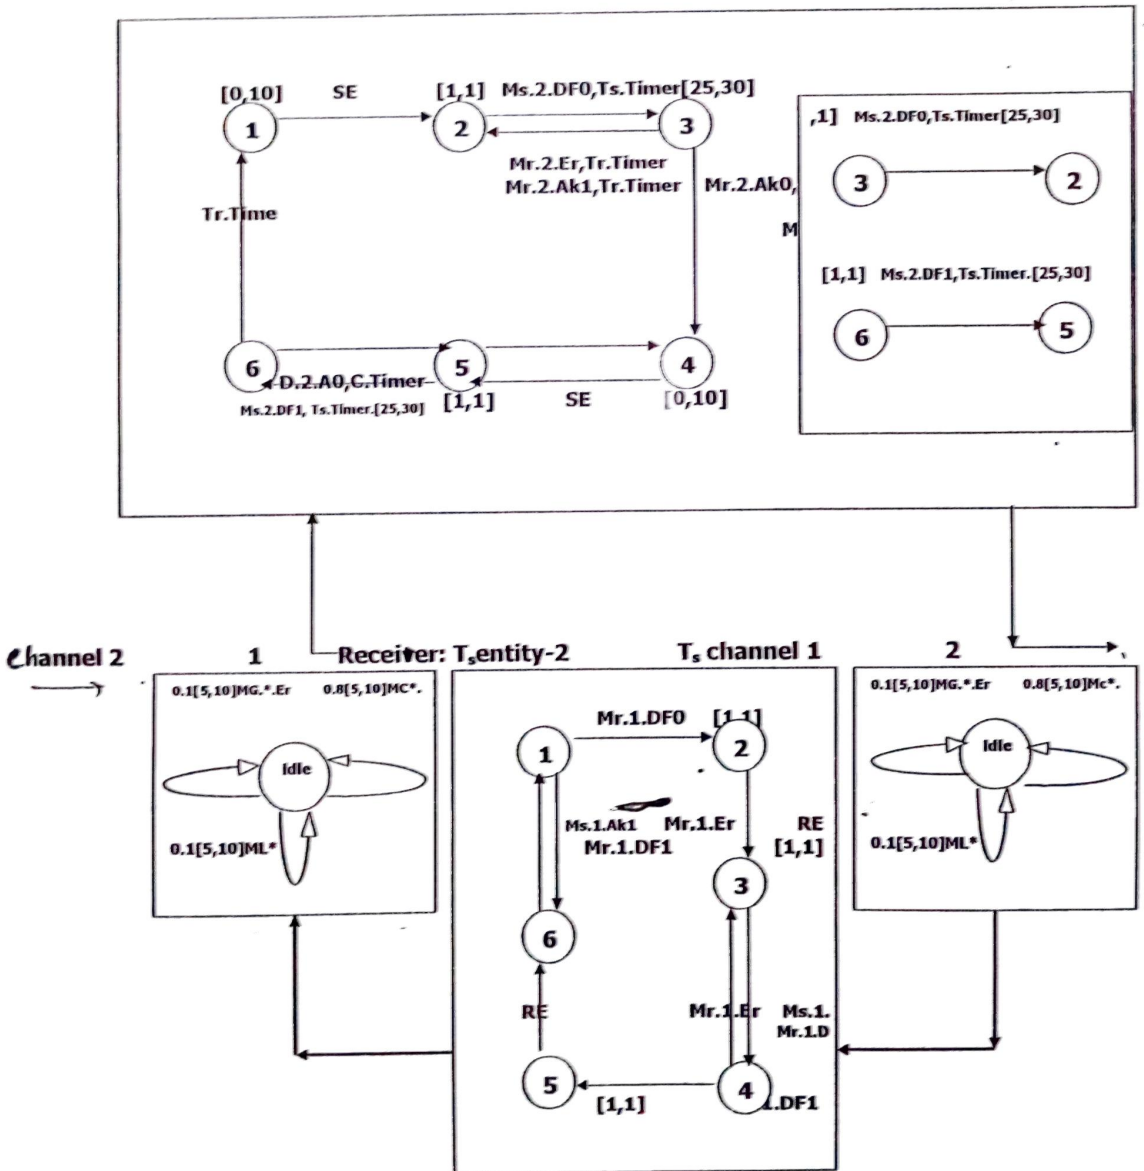 [0,10] SE [1,1] Ms.2.DF0,Ts.Timer[25,30]
1 2 3
Mr.2.Er,Tr.Timer
Mr.2.Ak1,Tr.Timer Mr.2.Ak0,
Tr.Time
M
,1] Ms.2.DF0,Ts.Timer[25,30]
3 2
[1,1] Ms.2.DF1,Ts.Timer.[25,30]
6 5
6 5 4
D.2.A0,C.Timer
Ms.2.DF1, Ts.Timer.[25,30] [1,1] SE [0,10]
Channel 2 1 Receiver: Tsentity-2 Ts channel 1 2
0.1[5,10]MG.*.Er 0.8[5,10]MC*.
Idle
0.1[5,10]ML*
Mr.1.DF0 [1,1]
1 2
Ms.1.Ak1 Mr.1.Er RE
Mr.1.DF1 [1,1]
3
6
RE Mr.1.Er Ms.1.
Mr.1.D
5 4
[1,1] 1.DF1
0.1[5,10]MG.*.Er 0.8[5,10]Mc*.
Idle
0.1[5,10]ML*